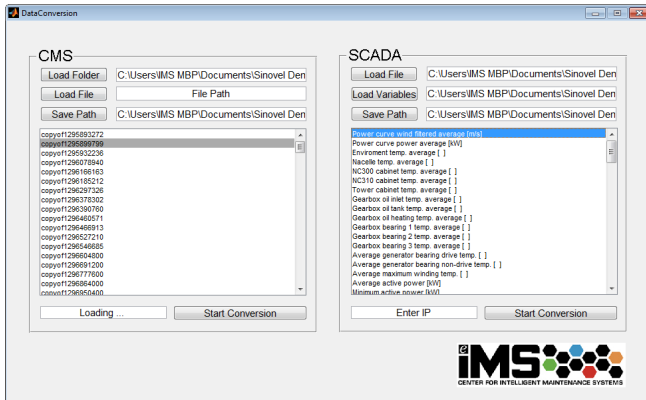 DataConversion
CMS
Load Folder
C:\Users\IMS MBP\Documents\Sinovel Den
Load File
File Path
Save Path
C:\Users\IMS MBP\Documents\Sinovel Den
copyof1295893272
copyof1295899799
copyof1295932236
copyof1296078940
copyof1296166163
copyof1296185212
copyof1296297326
copyof1296378302
copyof1296390760
copyof1296460571
copyof1296466913
copyof1296527210
copyof1296546685
copyof1296604800
copyof1296691200
copyof1296777600
copyof1296864000
copyof1296950400
Loading ...
Start Conversion
SCADA
Load File
C:\Users\IMS MBP\Documents\Sinovel Den
Load Variables
C:\Users\IMS MBP\Documents\Sinovel Den
Save Path
C:\Users\IMS MBP\Documents\Sinovel Den
Power curve wind filtered average [m/s]
Power curve power average [kW]
Enviroment temp. average [ ]
Nacelle temp. average [ ]
NC300 cabinet temp. average [ ]
NC310 cabinet temp. average [ ]
Tower cabinet temp. average [ ]
Gearbox oil inlet temp. average [ ]
Gearbox oil tank temp. average [ ]
Gearbox oil heating temp. average [ ]
Gearbox bearing 1 temp. average [ ]
Gearbox bearing 2 temp. average [ ]
Gearbox bearing 3 temp. average [ ]
Average generator bearing drive temp. [ ]
Average generator bearing non-drive temp. [ ]
Average maximum winding temp. [ ]
Average active power [kW]
Minimum active power [kW]
Enter IP
Start Conversion
e
iMS
CENTER FOR INTELLIGENT MAINTENANCE SYSTEMS